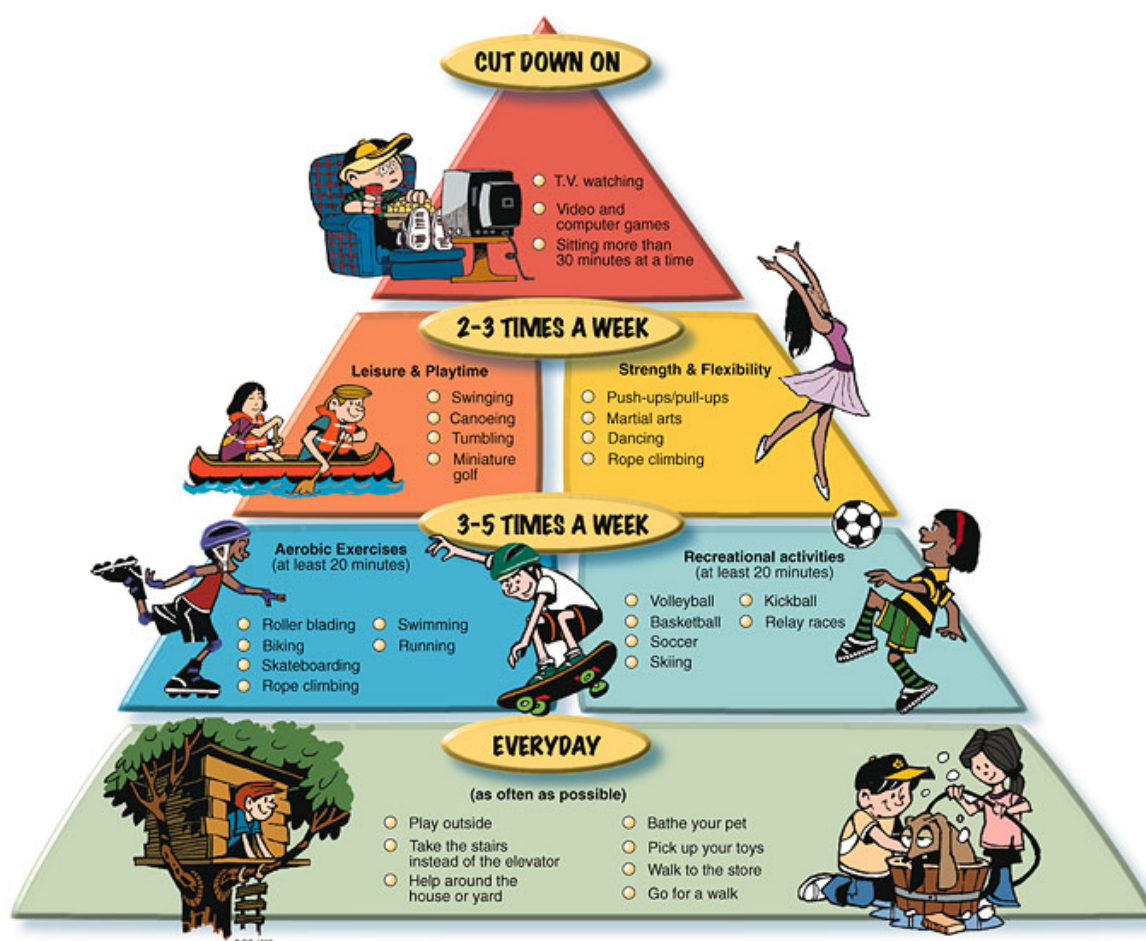 CUT DOWN ON
T.V. watching
Video and
computer games
Sitting more than
30 minutes at a time
2-3 TIMES A WEEK
Leisure & Playtime
Swinging
Canoeing
Tumbling
Miniature
golf
Strength & Flexibility
Push-ups/pull-ups
Martial arts
Dancing
Rope climbing
3-5 TIMES A WEEK
Aerobic Exercises
(at least 20 minutes)
Roller blading
Biking
Skateboarding
Rope climbing
Swimming
Running
Recreational activities
(at least 20 minutes)
Volleyball
Basketball
Soccer
Skiing
Kickball
Relay races
EVERYDAY
(as often as possible)
Play outside
Take the stairs
instead of the elevator
Help around the
house or yard
Bathe your pet
Pick up your toys
Walk to the store
Go for a walk